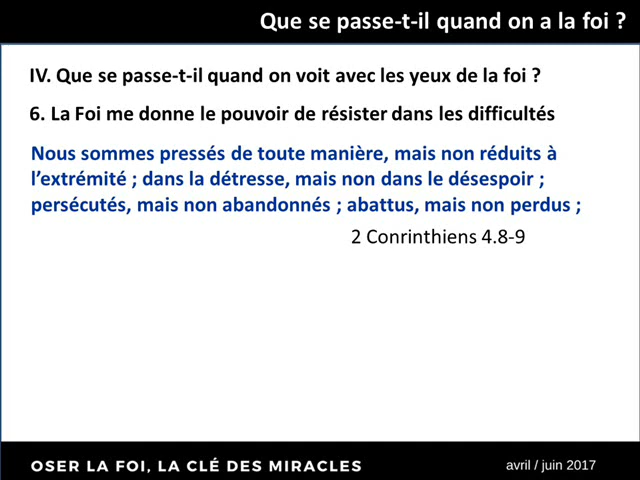 Que se passe-t-il quand on a la foi ?
IV. Que se passe-t-il quand on voit avec les yeux de la foi ?
6. La Foi me donne le pouvoir de résister dans les difficultés
Nous sommes pressés de toute manière, mais non réduits à
l’extrémité ; dans la détresse, mais non dans le désespoir ;
persécutés, mais non abandonnés ; abattus, mais non perdus ;
2 Conrinthiens 4.8-9
OSER LA FOI, LA CLÉ DES MIRACLES
avril / juin 2017